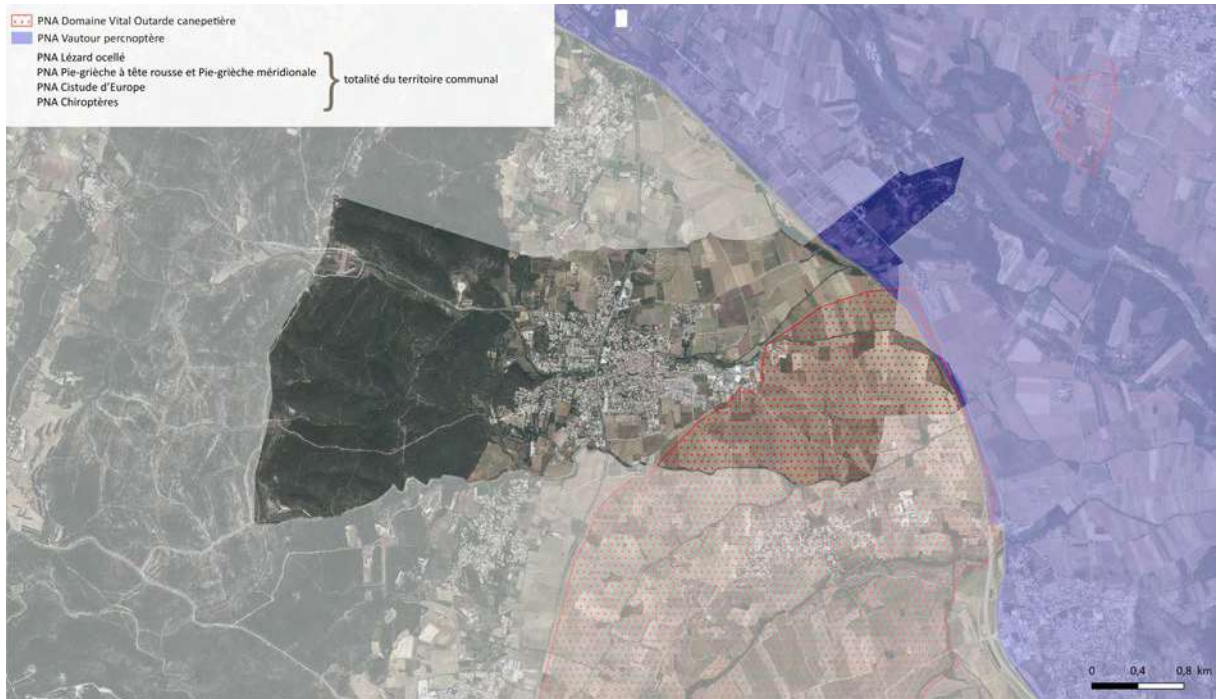 PNA Domaine Vital Outarde canepetière
PNA Vautour percnoptère
PNA Lézard ocellé
PNA Pie-grièche à tête rousse et Pie-grièche méridionale
PNA Cistude d'Europe
PNA Chiroptères
totalité du territoire communal
0 0,4 0,8 km